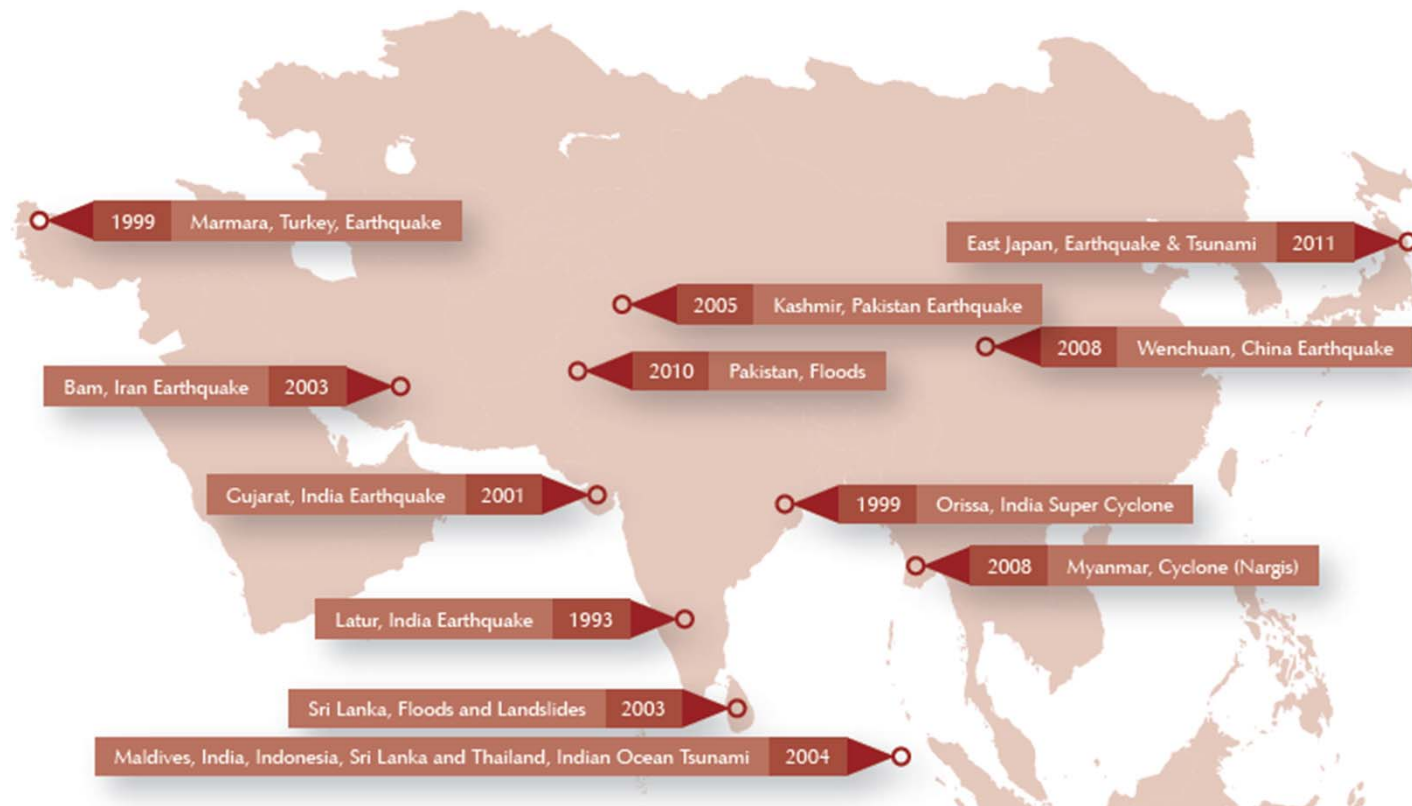 1999 Marmara, Turkey, Earthquake
East Japan, Earthquake & Tsunami 2011
2005 Kashmir, Pakistan Earthquake
2008 Wenchuan, China Earthquake
2010 Pakistan, Floods
Bam, Iran Earthquake 2003
Gujarat, India Earthquake 2001
1999 Orissa, India Super Cyclone
2008 Myanmar, Cyclone (Nargis)
Latur, India Earthquake 1993
Sri Lanka, Floods and Landslides 2003
Maldives, India, Indonesia, Sri Lanka and Thailand, Indian Ocean Tsunami 2004